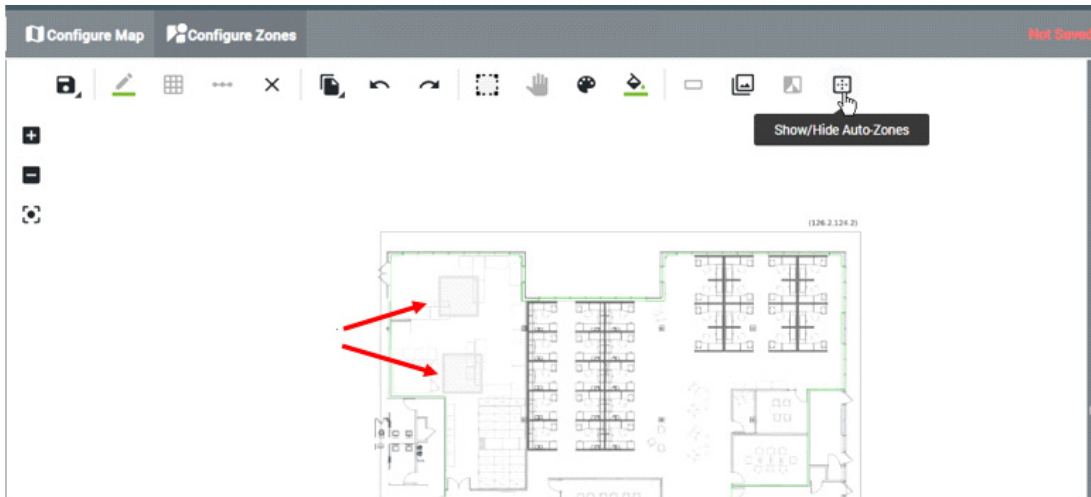 Configure Map
Configure Zones
Not Saved
Show/Hide Auto-Zones
(126.2,124.2)